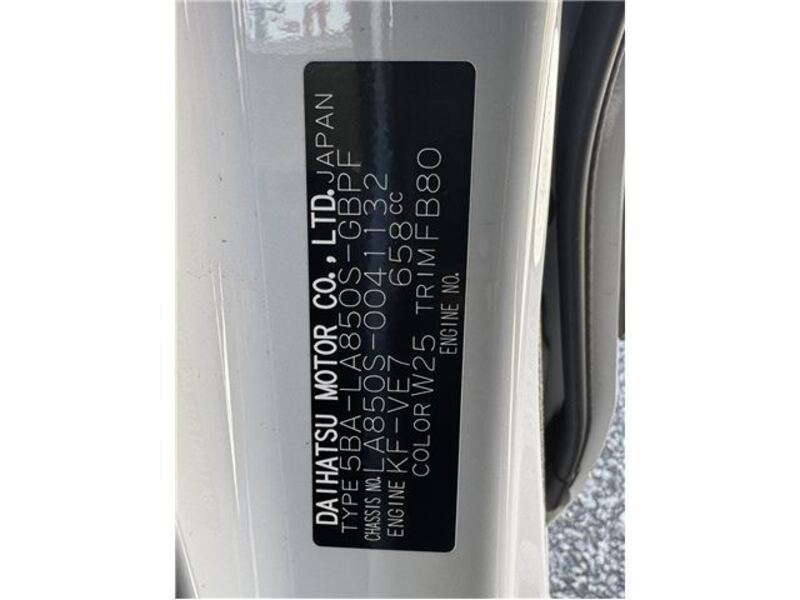 DAIHATSU MOTOR CO., LTD. JAPAN
TYPE 5BA-LA850S-GBPF
CHASSIS NO. LA850S-0041132
ENGINE KF-VE7 658cc
COLOR W25 TRIM FB80
ENGINE NO.